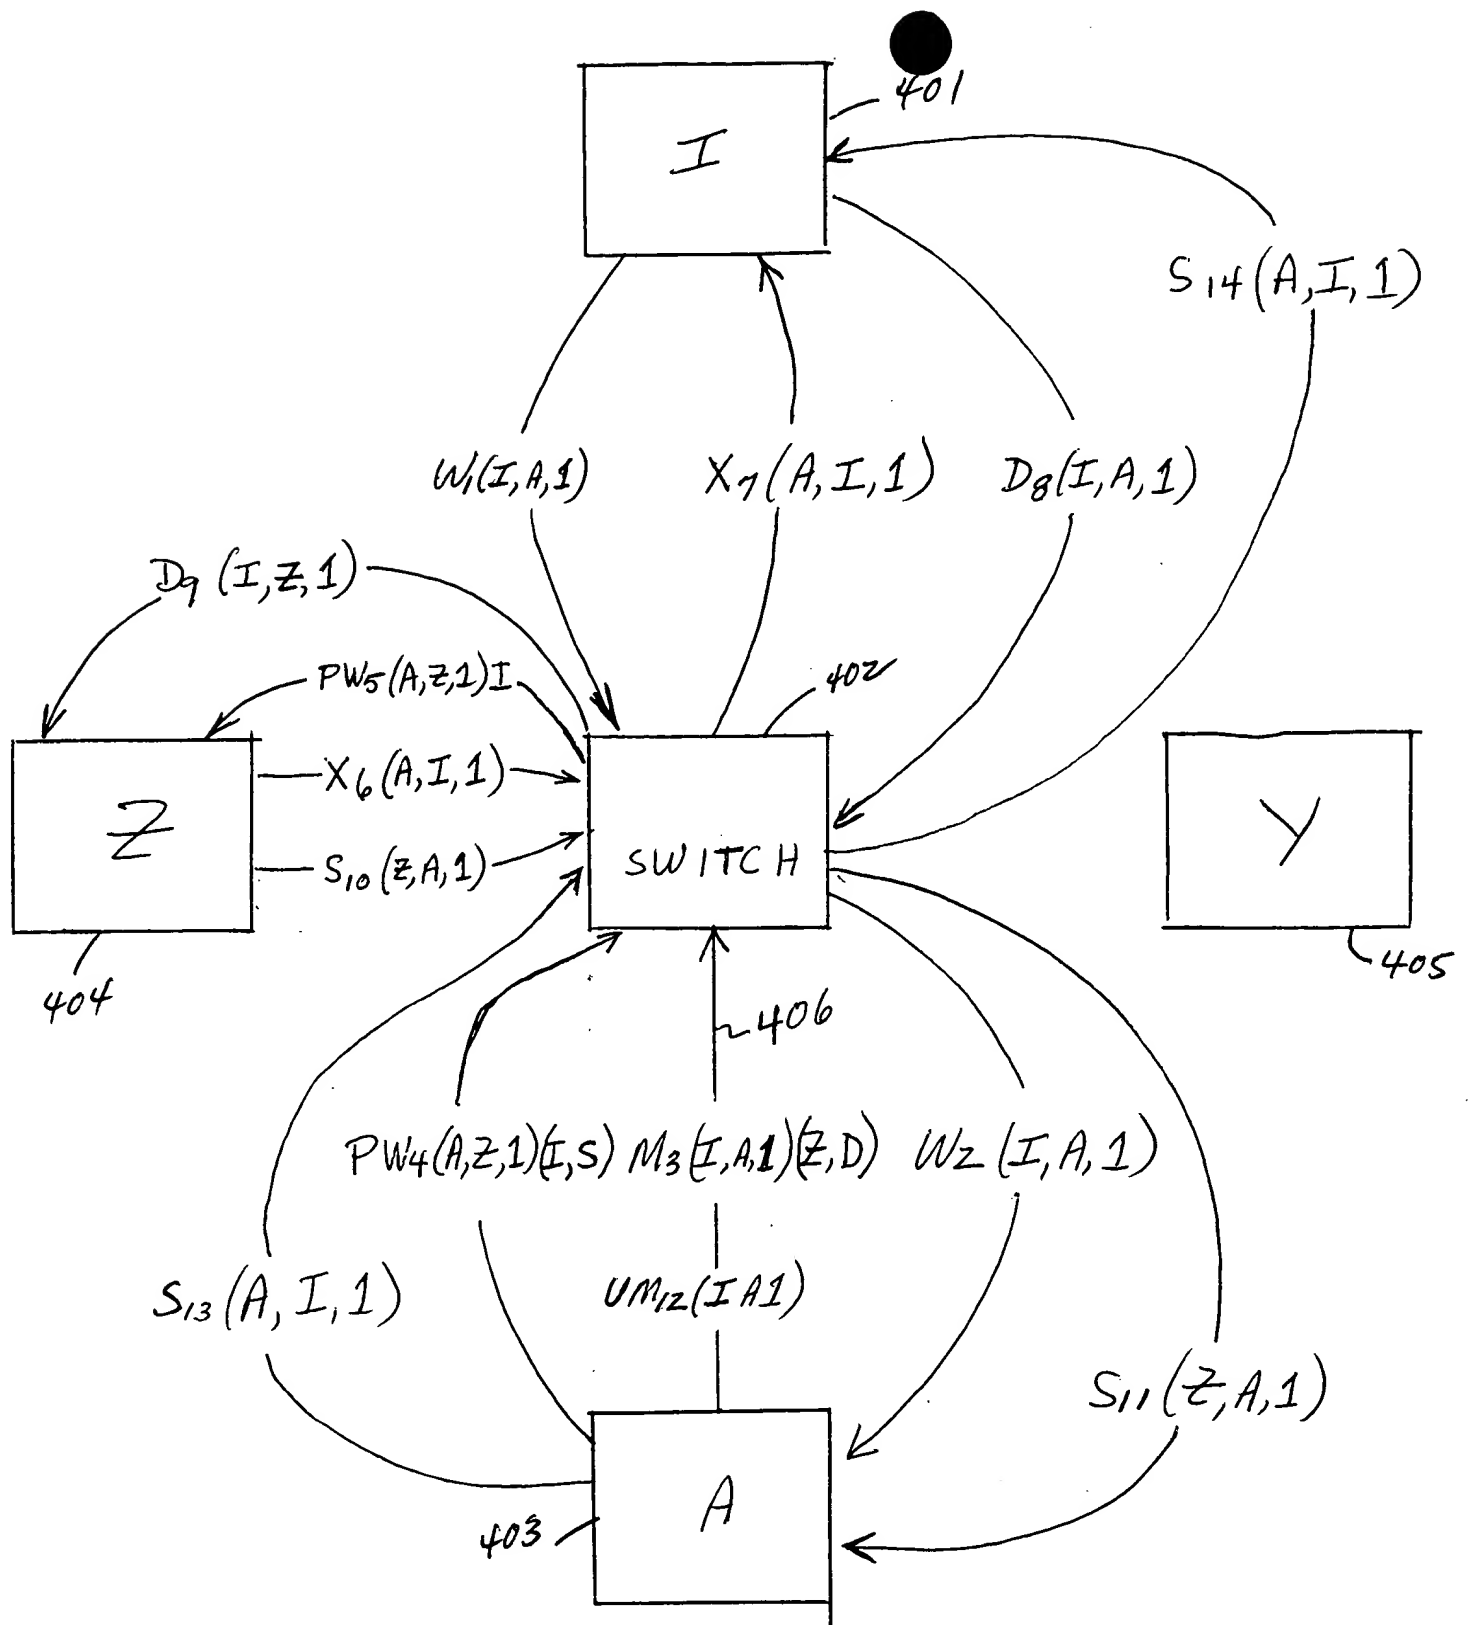 401
I
S14(A,I,1)
W1(I,A,1) X7(A,I,1) D8(I,A,1)
D9(I,Z,1)
PW5(A,Z,1)I
402
X6(A,I,1)
Z
SWITCH
Y
S10(Z,A,1)
405
404
406
PW4(A,Z,1)(I,S) M3(I,A,1)(Z,D) W2(I,A,1)
S13(A,I,1)
UM12(I A1)
S11(Z,A,1)
A
403